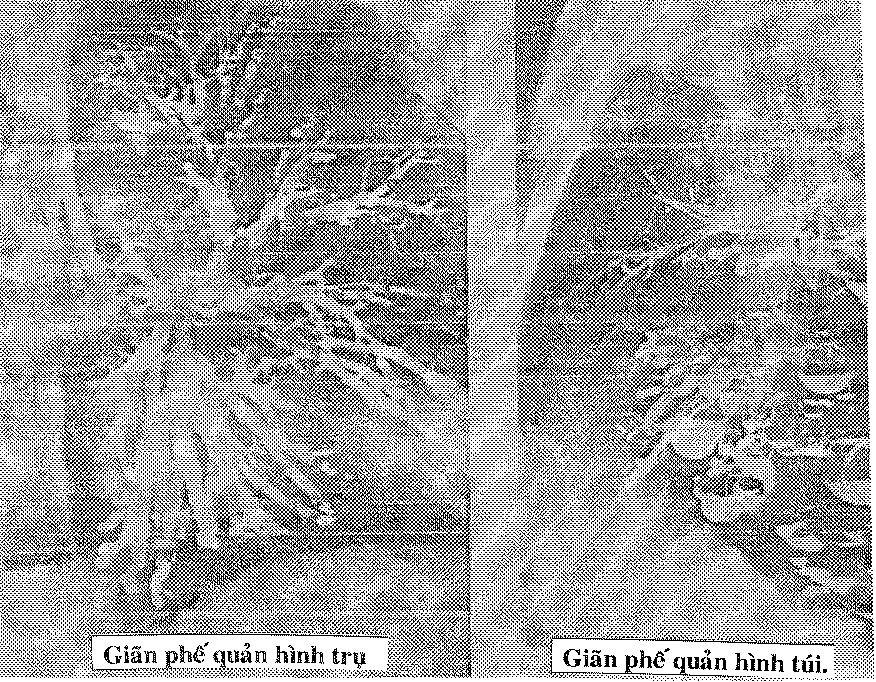 Giãn phế quản hình trụ
Giãn phế quản hình túi.